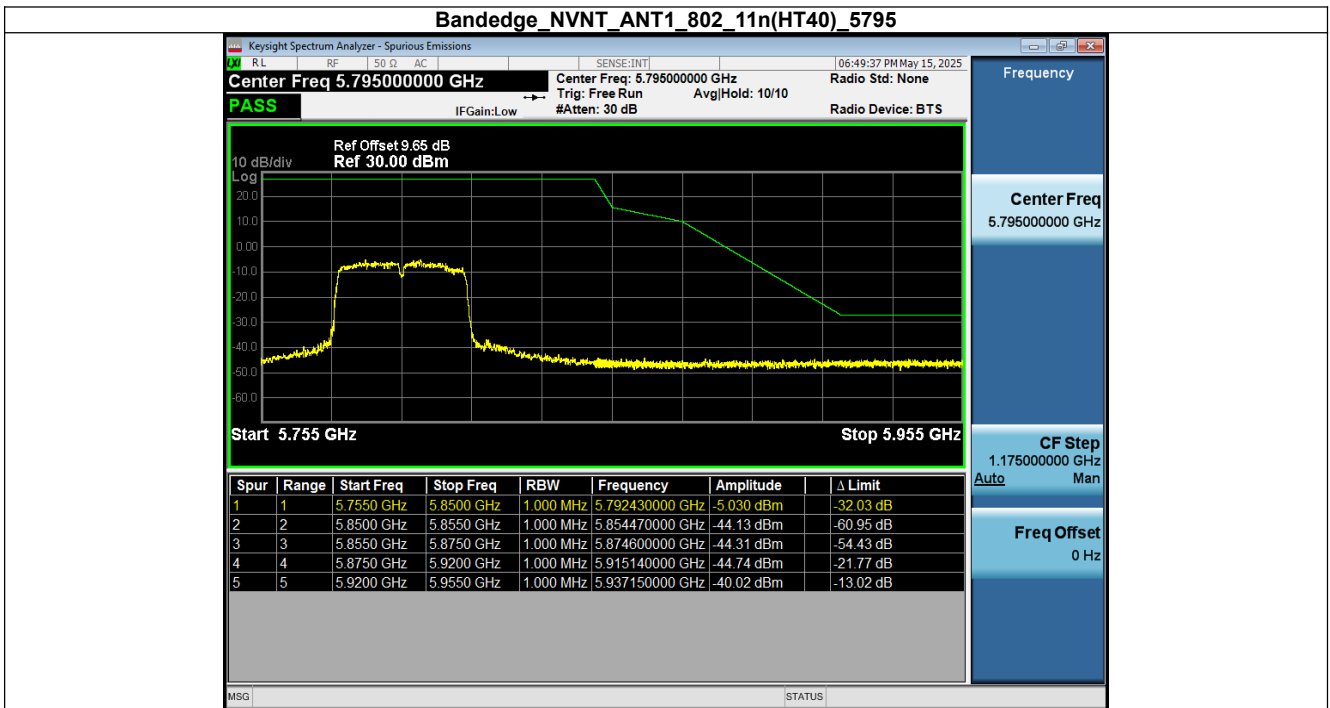 Bandedge_NVNT_ANT1_802_11n(HT40)_5795
Keysight Spectrum Analyzer - Spurious Emissions
LXI RL RF 50 Ω AC SENSE:INT 06:49:37 PM May 15, 2025
Center Freq 5.795000000 GHz
Center Freq: 5.795000000 GHz
Radio Std: None
Trig: Free Run Avg|Hold: 10/10
PASS
IFGain:Low
#Atten: 30 dB
Radio Device: BTS
Frequency
Ref Offset 9.65 dB
10 dB/div Ref 30.00 dBm
Log
20.0
10.0
0.00
-10.0
-20.0
-30.0
-40.0
-50.0
-60.0
Start 5.755 GHz Stop 5.955 GHz
Center Freq
5.795000000 GHz
CF Step
1.175000000 GHz
Auto Man
Freq Offset
0 Hz
Spur Range Start Freq Stop Freq RBW Frequency Amplitude Δ Limit
1 1 5.7550 GHz 5.8500 GHz 1.000 MHz 5.792430000 GHz -5.030 dBm -32.03 dB
2 2 5.8500 GHz 5.8550 GHz 1.000 MHz 5.854470000 GHz -44.13 dBm -60.95 dB
3 3 5.8550 GHz 5.8750 GHz 1.000 MHz 5.874600000 GHz -44.31 dBm -54.43 dB
4 4 5.8750 GHz 5.9200 GHz 1.000 MHz 5.915140000 GHz -44.74 dBm -21.77 dB
5 5 5.9200 GHz 5.9550 GHz 1.000 MHz 5.937150000 GHz -40.02 dBm -13.02 dB
MSG STATUS